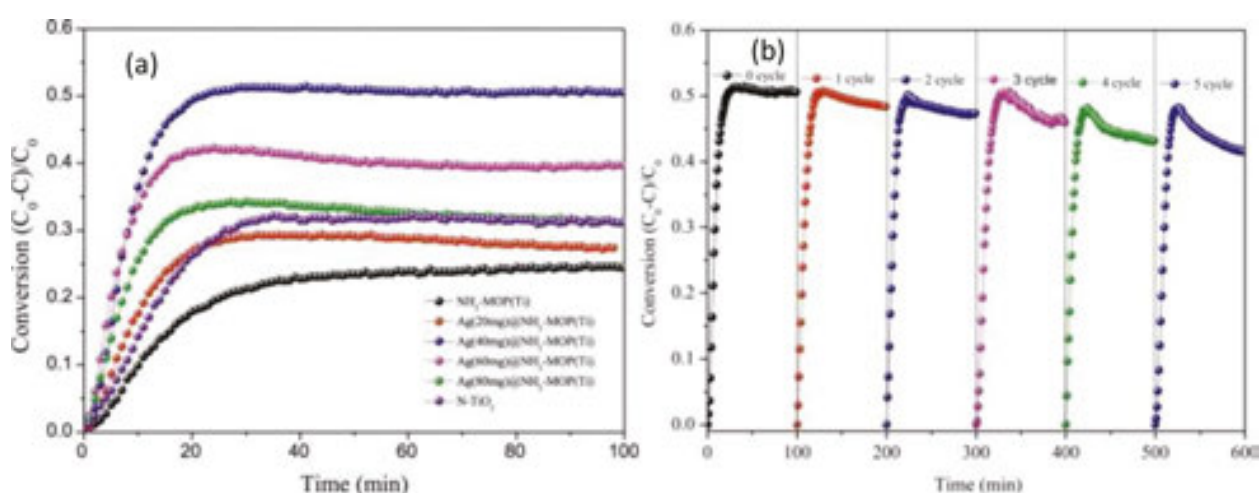 (a)
0.6
0.5
0.4
0.3
0.2
0.1
0.0
Conversion (C₀-C)/C₀
NH₂-MOP(Ti)
Ag(20mg)@NH₂-MOP(Ti)
Ag(40mg)@NH₂-MOP(Ti)
Ag(60mg)@NH₂-MOP(Ti)
Ag(80mg)@NH₂-MOP(Ti)
N-TiO₂
0 20 40 60 80 100
Time (min)
(b)
0 cycle 1 cycle 2 cycle 3 cycle 4 cycle 5 cycle
0.6
0.5
0.4
0.3
0.2
0.1
0.0
Conversion (C₀-C)/C₀
0 100 200 300 400 500 600
Time (min)